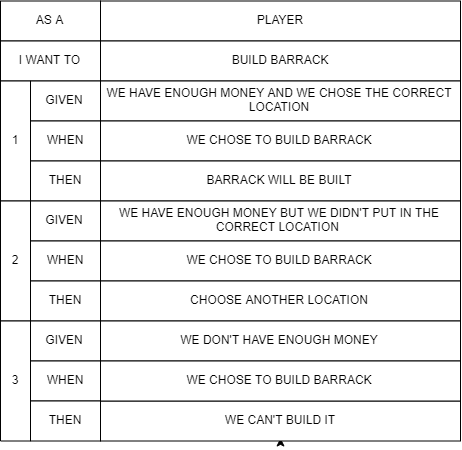 AS A
PLAYER
I WANT TO
BUILD BARRACK
1
GIVEN
WE HAVE ENOUGH MONEY AND WE CHOSE THE CORRECT
LOCATION
WHEN
WE CHOSE TO BUILD BARRACK
THEN
BARRACK WILL BE BUILT
2
GIVEN
WE HAVE ENOUGH MONEY BUT WE DIDN'T PUT IN THE
CORRECT LOCATION
WHEN
WE CHOSE TO BUILD BARRACK
THEN
CHOOSE ANOTHER LOCATION
3
GIVEN
WE DON'T HAVE ENOUGH MONEY
WHEN
WE CHOSE TO BUILD BARRACK
THEN
WE CAN'T BUILD IT